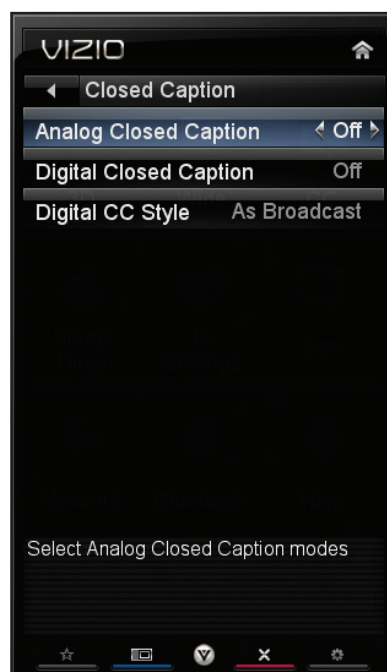 VIZIO
Closed Caption
Analog Closed Caption Off
Digital Closed Caption Off
Digital CC Style As Broadcast
Select Analog Closed Caption modes
V